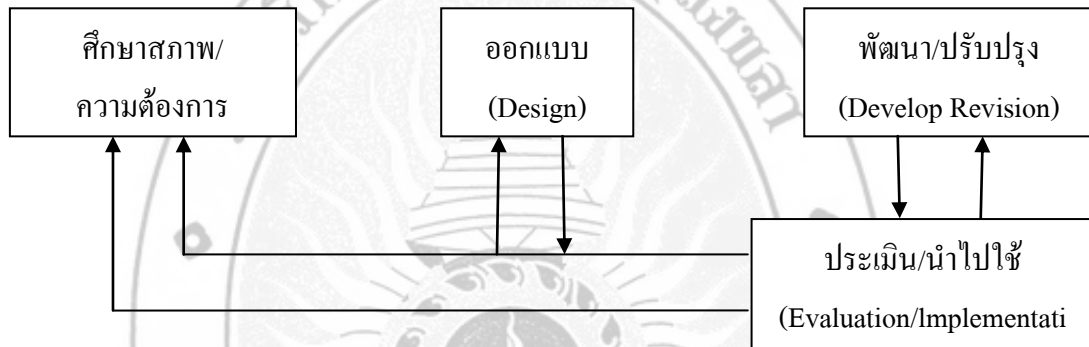 ศึกษาสภาพ/
ความต้องการ
ออกแบบ
(Design)
พัฒนา/ปรับปรุง
(Develop Revision)
ประเมิน/นำไปใช้
(Evaluation/Implementati